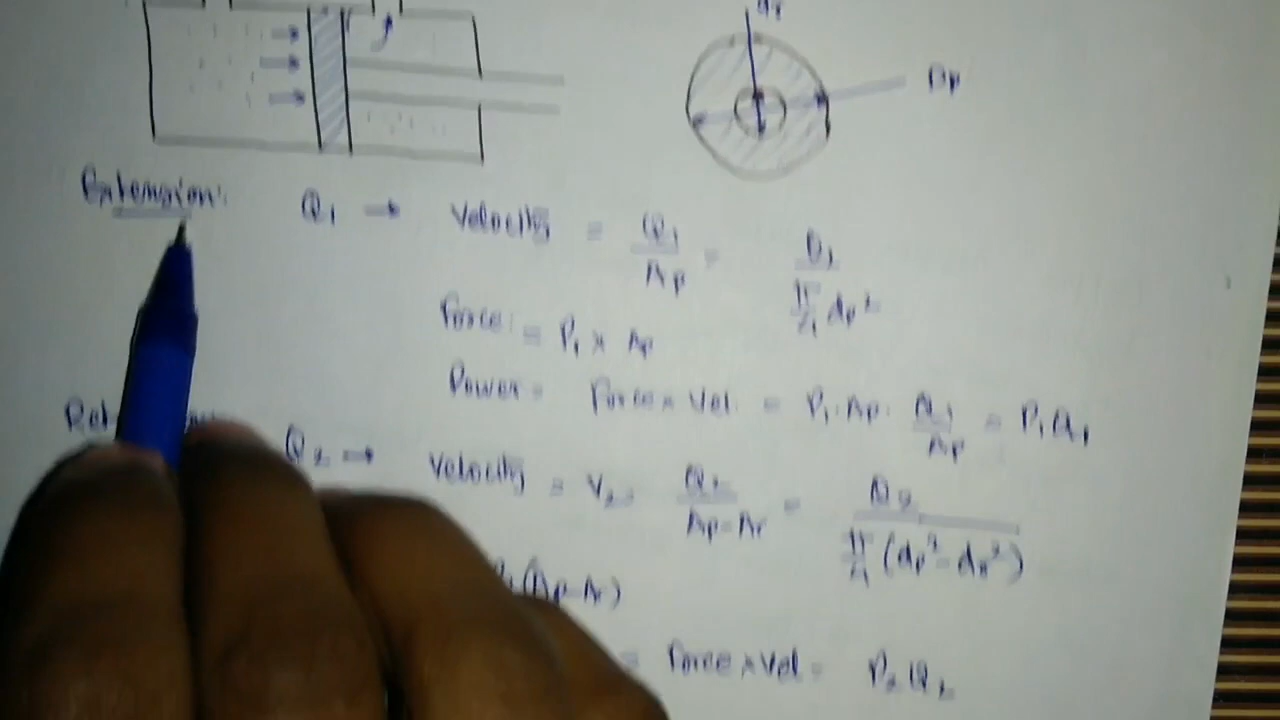 Dp
Extension:
Q₁ → Velocity = Q₁/Ap = Q₁/(π/4 dp²)
Force: = P₁ × Ap
Power = Force × Vel. = P₁ · Ap · Q₁/Ap = P₁Q₁
Q₂ → Velocity = V₂ = Q₂/(Ap-Ar) = Q₂/(π/4 (dp²-dr²))
(Ap-Ar)
= Force × Vel = P₂Q₂